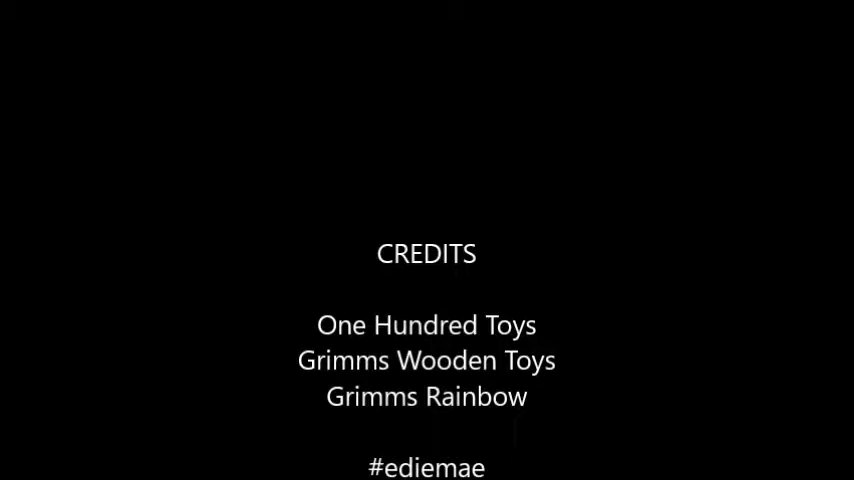 CREDITS
One Hundred Toys
Grimms Wooden Toys
Grimms Rainbow
#ediemae